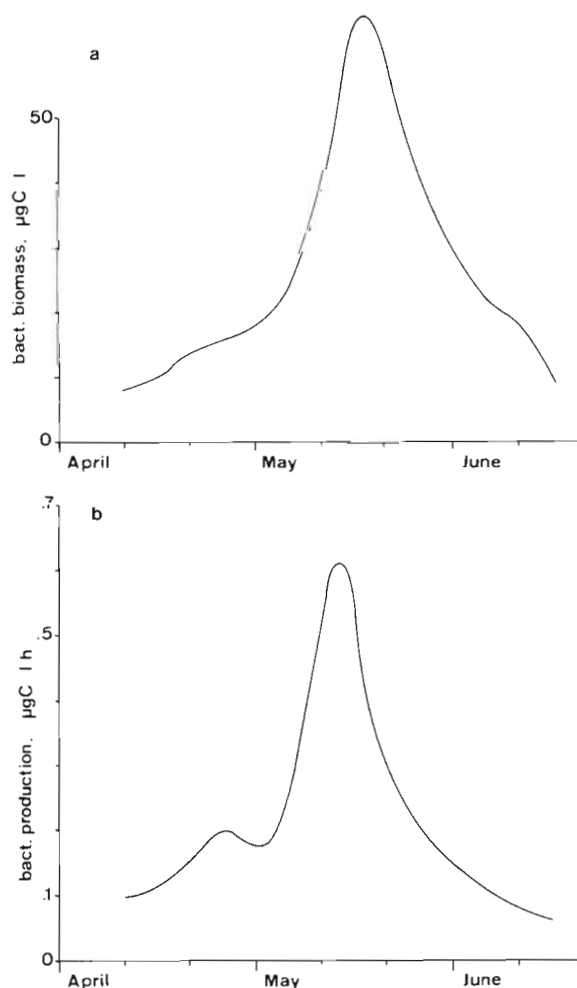 a
50
bact. biomass. µgC l
0
April May June
b
.7
.5
bact. production. µgC l h
.1
0
April May June